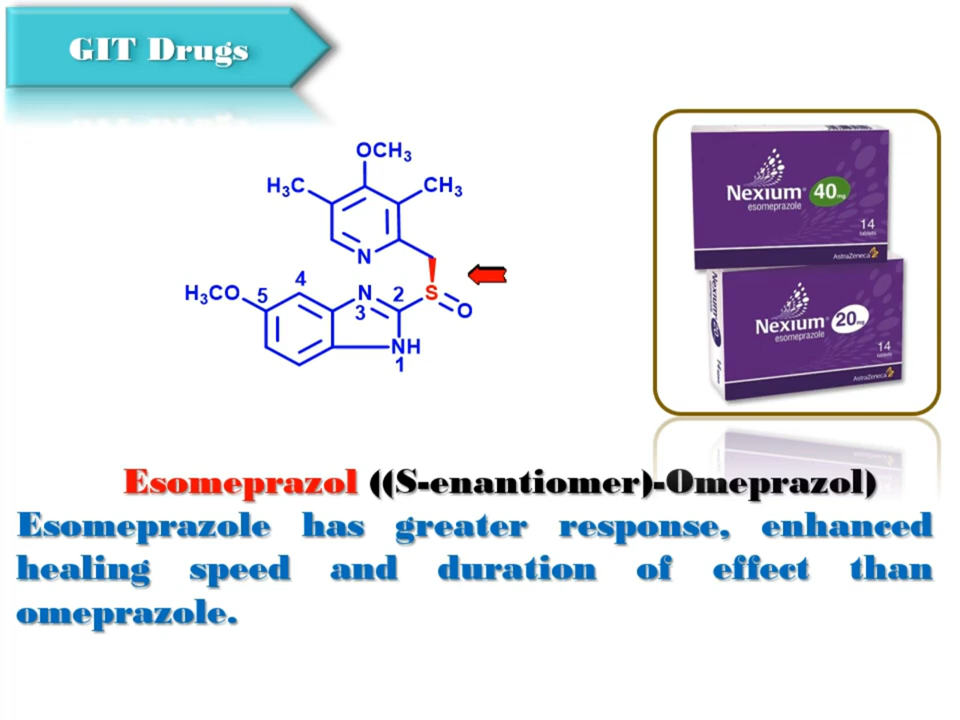 GIT Drugs
OCH₃
H₃C
CH₃
N
H₃CO
5
4
N
3
2
S
O
NH
1
Nexium® 40mg
esomeprazole
14
tablets
AstraZeneca
Nexium® 20mg
esomeprazole
14
tablets
AstraZeneca
Esomeprazol ((S-enantiomer)-Omeprazol)
Esomeprazole has greater response, enhanced
healing speed and duration of effect than
omeprazole.